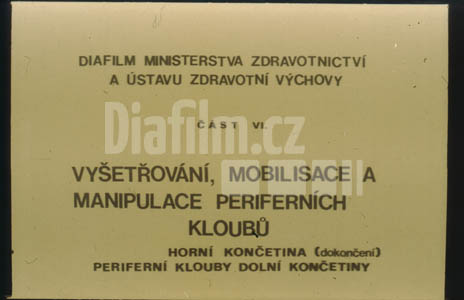 DIAFILM MINISTERSTVA ZDRAVOTNICTVÍ
A ÚSTAVU ZDRAVOTNÍ VÝCHOVY
Diafilm.cz
ČÁST VI.
VYŠETŘOVÁNÍ, MOBILISACE A
MANIPULACE PERIFERNÍCH
KLOUBŮ
HORNÍ KONČETINA (dokončení)
PERIFERNÍ KLOUBY DOLNÍ KONČETINY